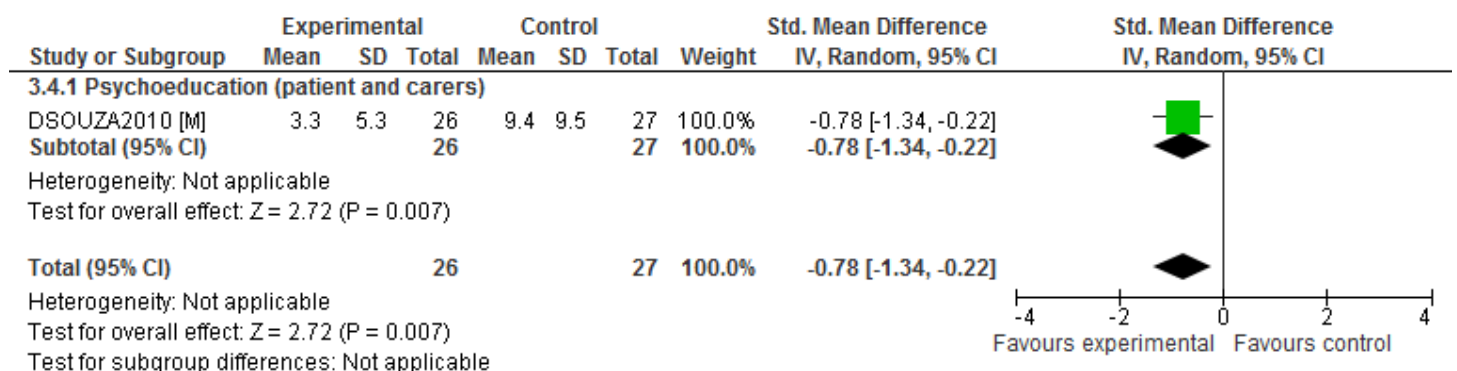 Experimental Control Std. Mean Difference Std. Mean Difference
Study or Subgroup Mean SD Total Mean SD Total Weight IV, Random, 95% CI IV, Random, 95% CI
3.4.1 Psychoeducation (patient and carers)
DSOUZA2010 [M] 3.3 5.3 26 9.4 9.5 27 100.0% -0.78 [-1.34, -0.22]
Subtotal (95% CI) 26 27 100.0% -0.78 [-1.34, -0.22]
Heterogeneity: Not applicable
Test for overall effect: Z = 2.72 (P = 0.007)
Total (95% CI) 26 27 100.0% -0.78 [-1.34, -0.22]
Heterogeneity: Not applicable
Test for overall effect: Z = 2.72 (P = 0.007)
Test for subgroup differences: Not applicable
-4 -2 0 2 4
Favours experimental Favours control